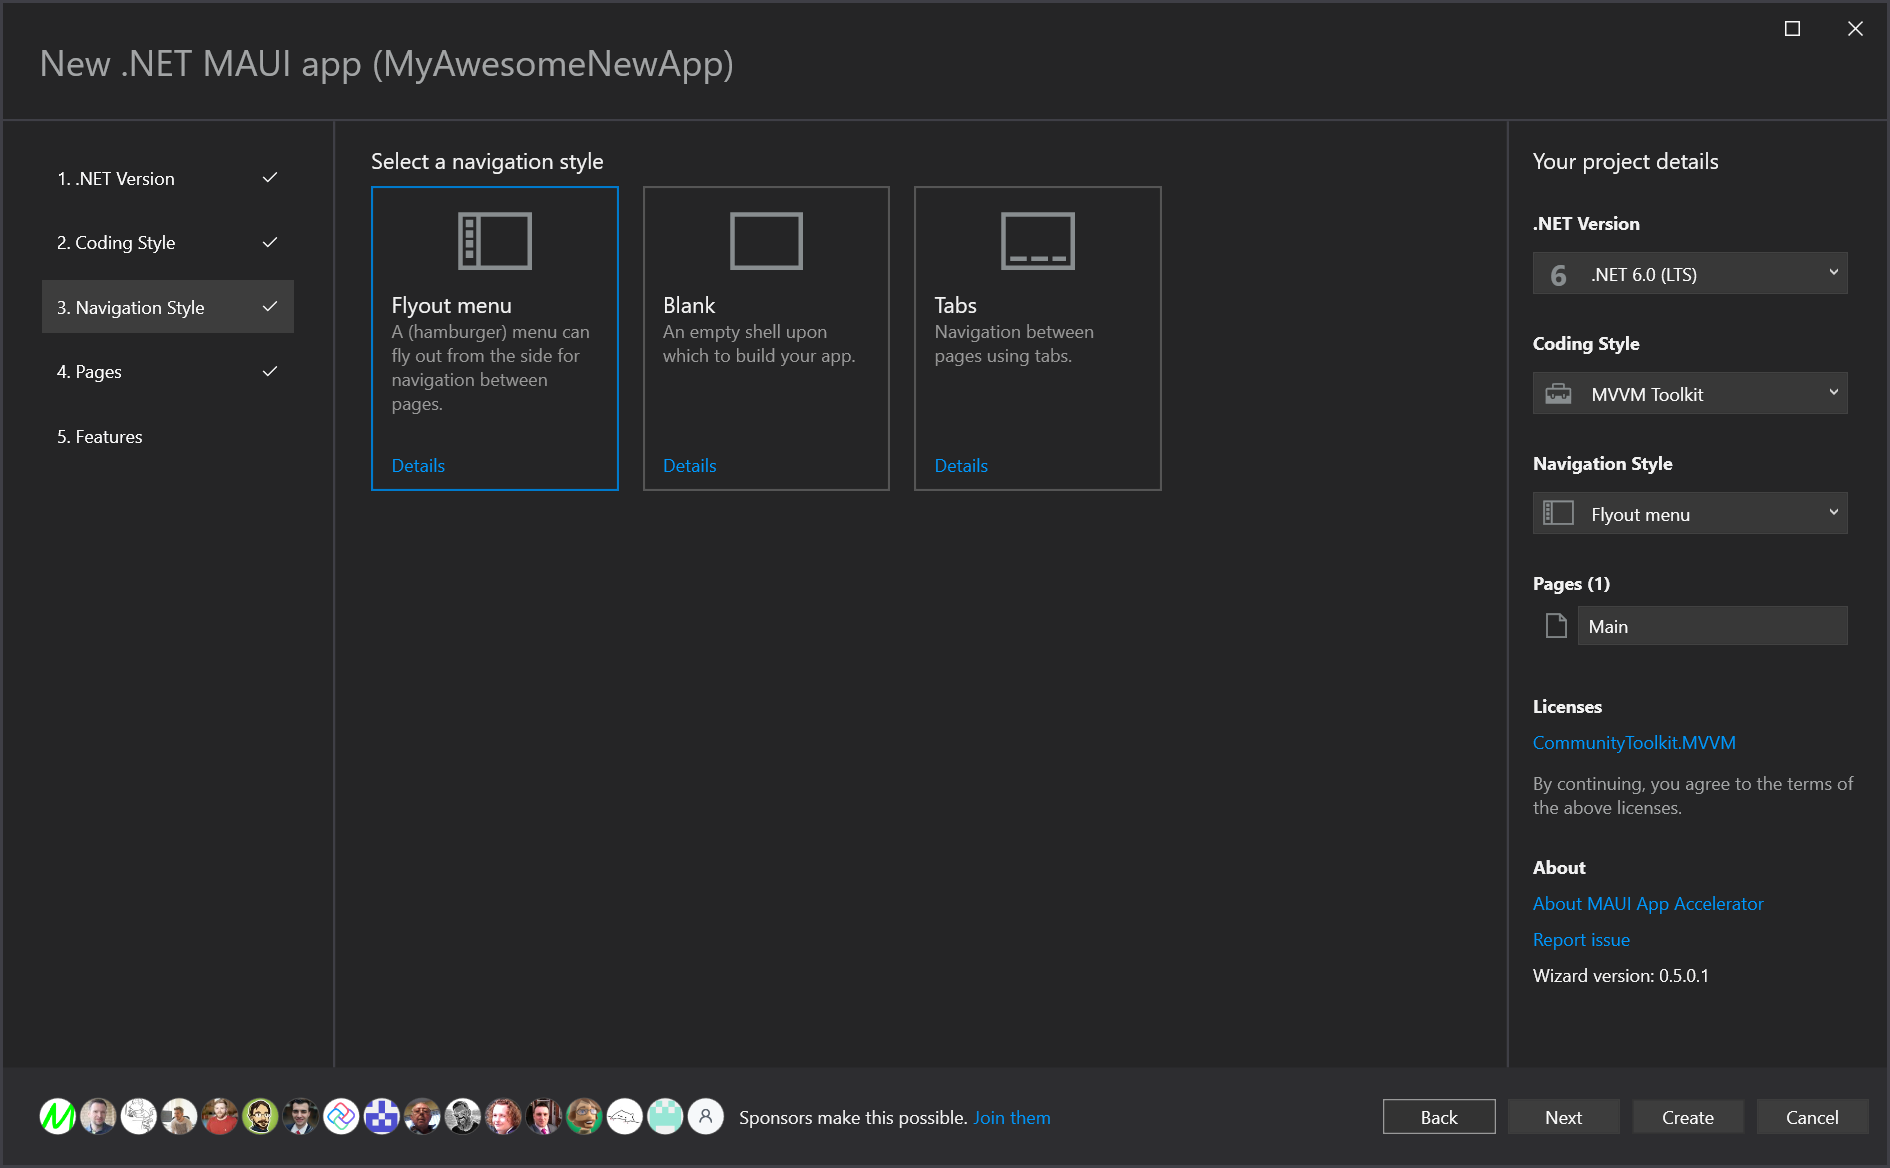 New .NET MAUI app (MyAwesomeNewApp)
1. .NET Version
2. Coding Style
3. Navigation Style
4. Pages
5. Features
Select a navigation style
Flyout menu
A (hamburger) menu can
fly out from the side for
navigation between
pages.
Details
Blank
An empty shell upon
which to build your app.
Details
Tabs
Navigation between
pages using tabs.
Details
Your project details
.NET Version
6 .NET 6.0 (LTS)
Coding Style
MVVM Toolkit
Navigation Style
Flyout menu
Pages (1)
Main
Licenses
CommunityToolkit.MVVM
By continuing, you agree to the terms of
the above licenses.
About
About MAUI App Accelerator
Report issue
Wizard version: 0.5.0.1
Sponsors make this possible. Join them
Back
Next
Create
Cancel